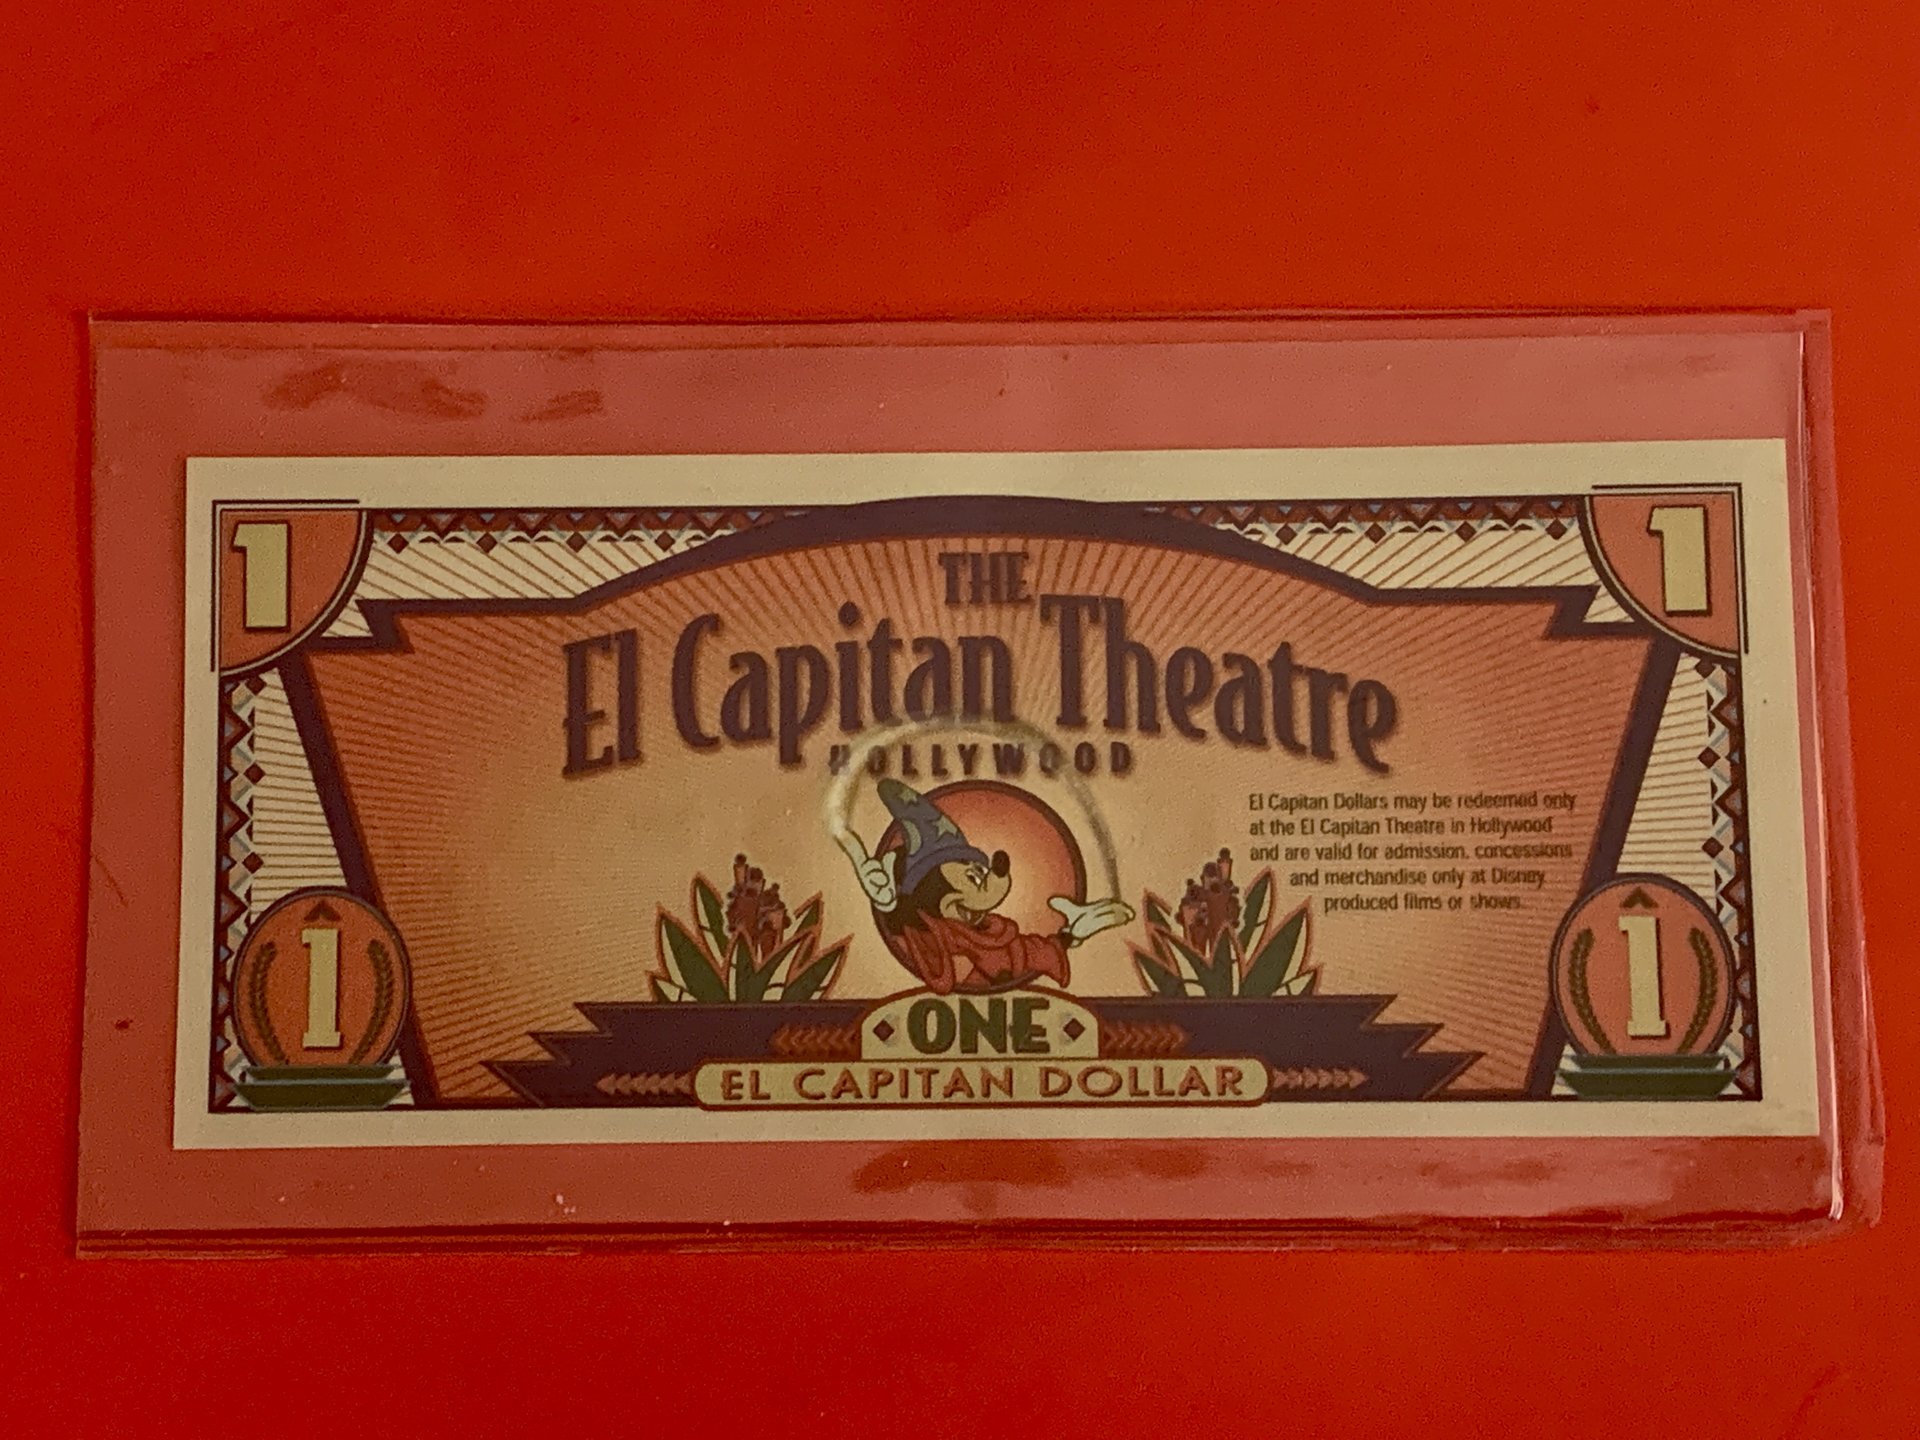 1
1
THE
El Capitan Theatre
HOLLYWOOD
El Capitan Dollars may be redeemed only
at the El Capitan Theatre in Hollywood
and are valid for admission, concessions
and merchandise only at Disney
produced films or shows.
1
1
ONE
EL CAPITAN DOLLAR